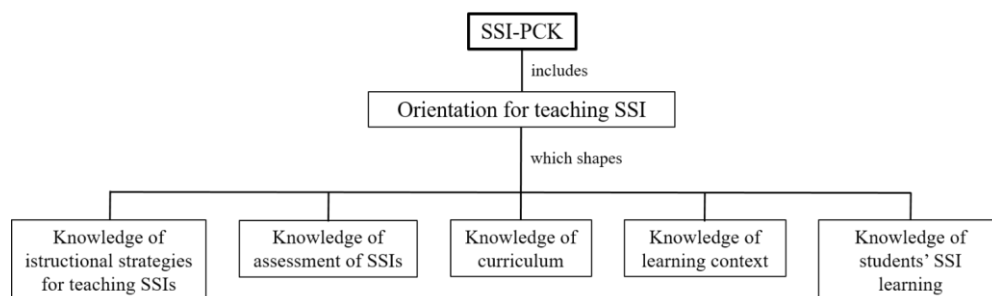 SSI-PCK
includes
Orientation for teaching SSI
which shapes
Knowledge of
istructional strategies
for teaching SSIs
Knowledge of
assessment of SSIs
Knowledge of
curriculum
Knowledge of
learning context
Knowledge of
students’ SSI
learning